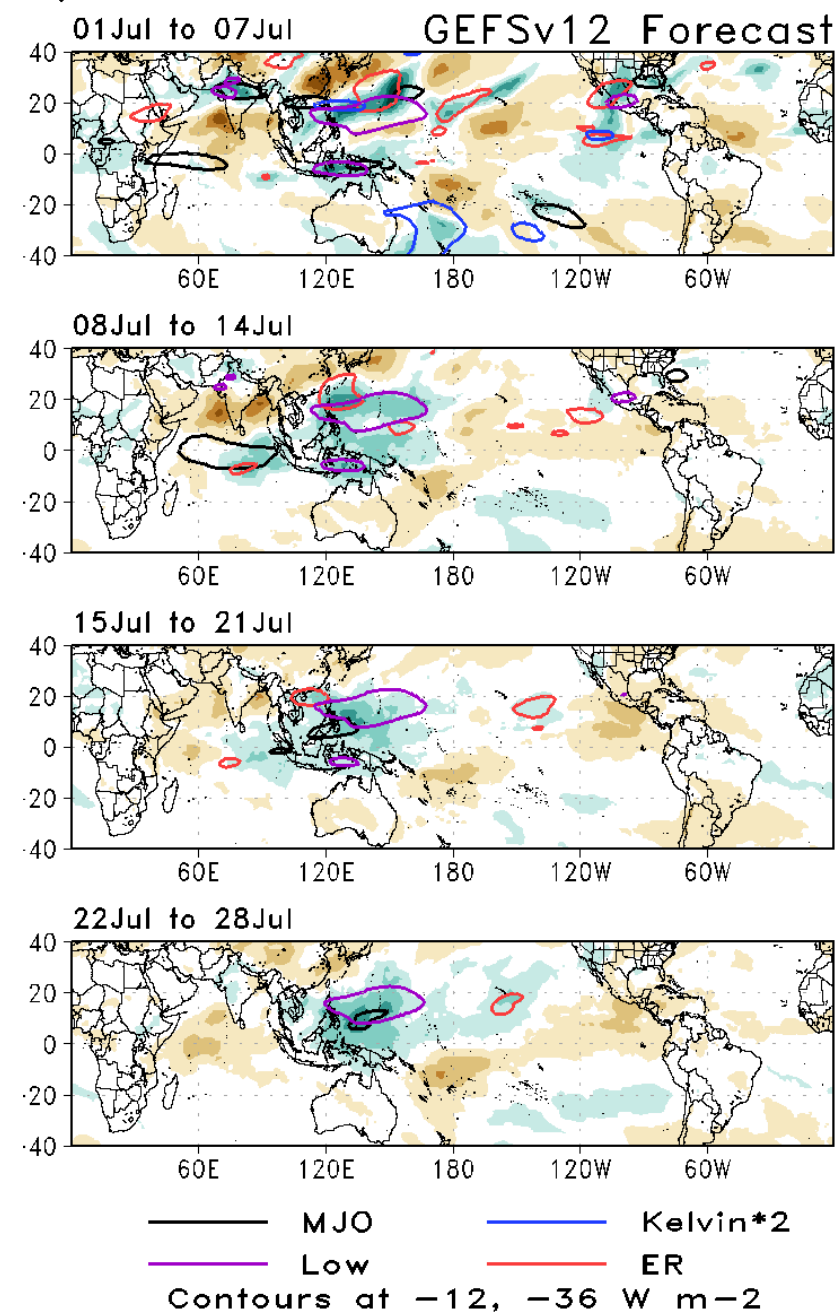 GEFSv12 Forecast
01Jul to 07Jul
40
20
0
-20
-40
60E 120E 180 120W 60W
08Jul to 14Jul
40
20
0
-20
-40
60E 120E 180 120W 60W
15Jul to 21Jul
40
20
0
-20
-40
60E 120E 180 120W 60W
22Jul to 28Jul
40
20
0
-20
-40
60E 120E 180 120W 60W
MJO Kelvin*2
Low ER
Contours at -12, -36 W m-2